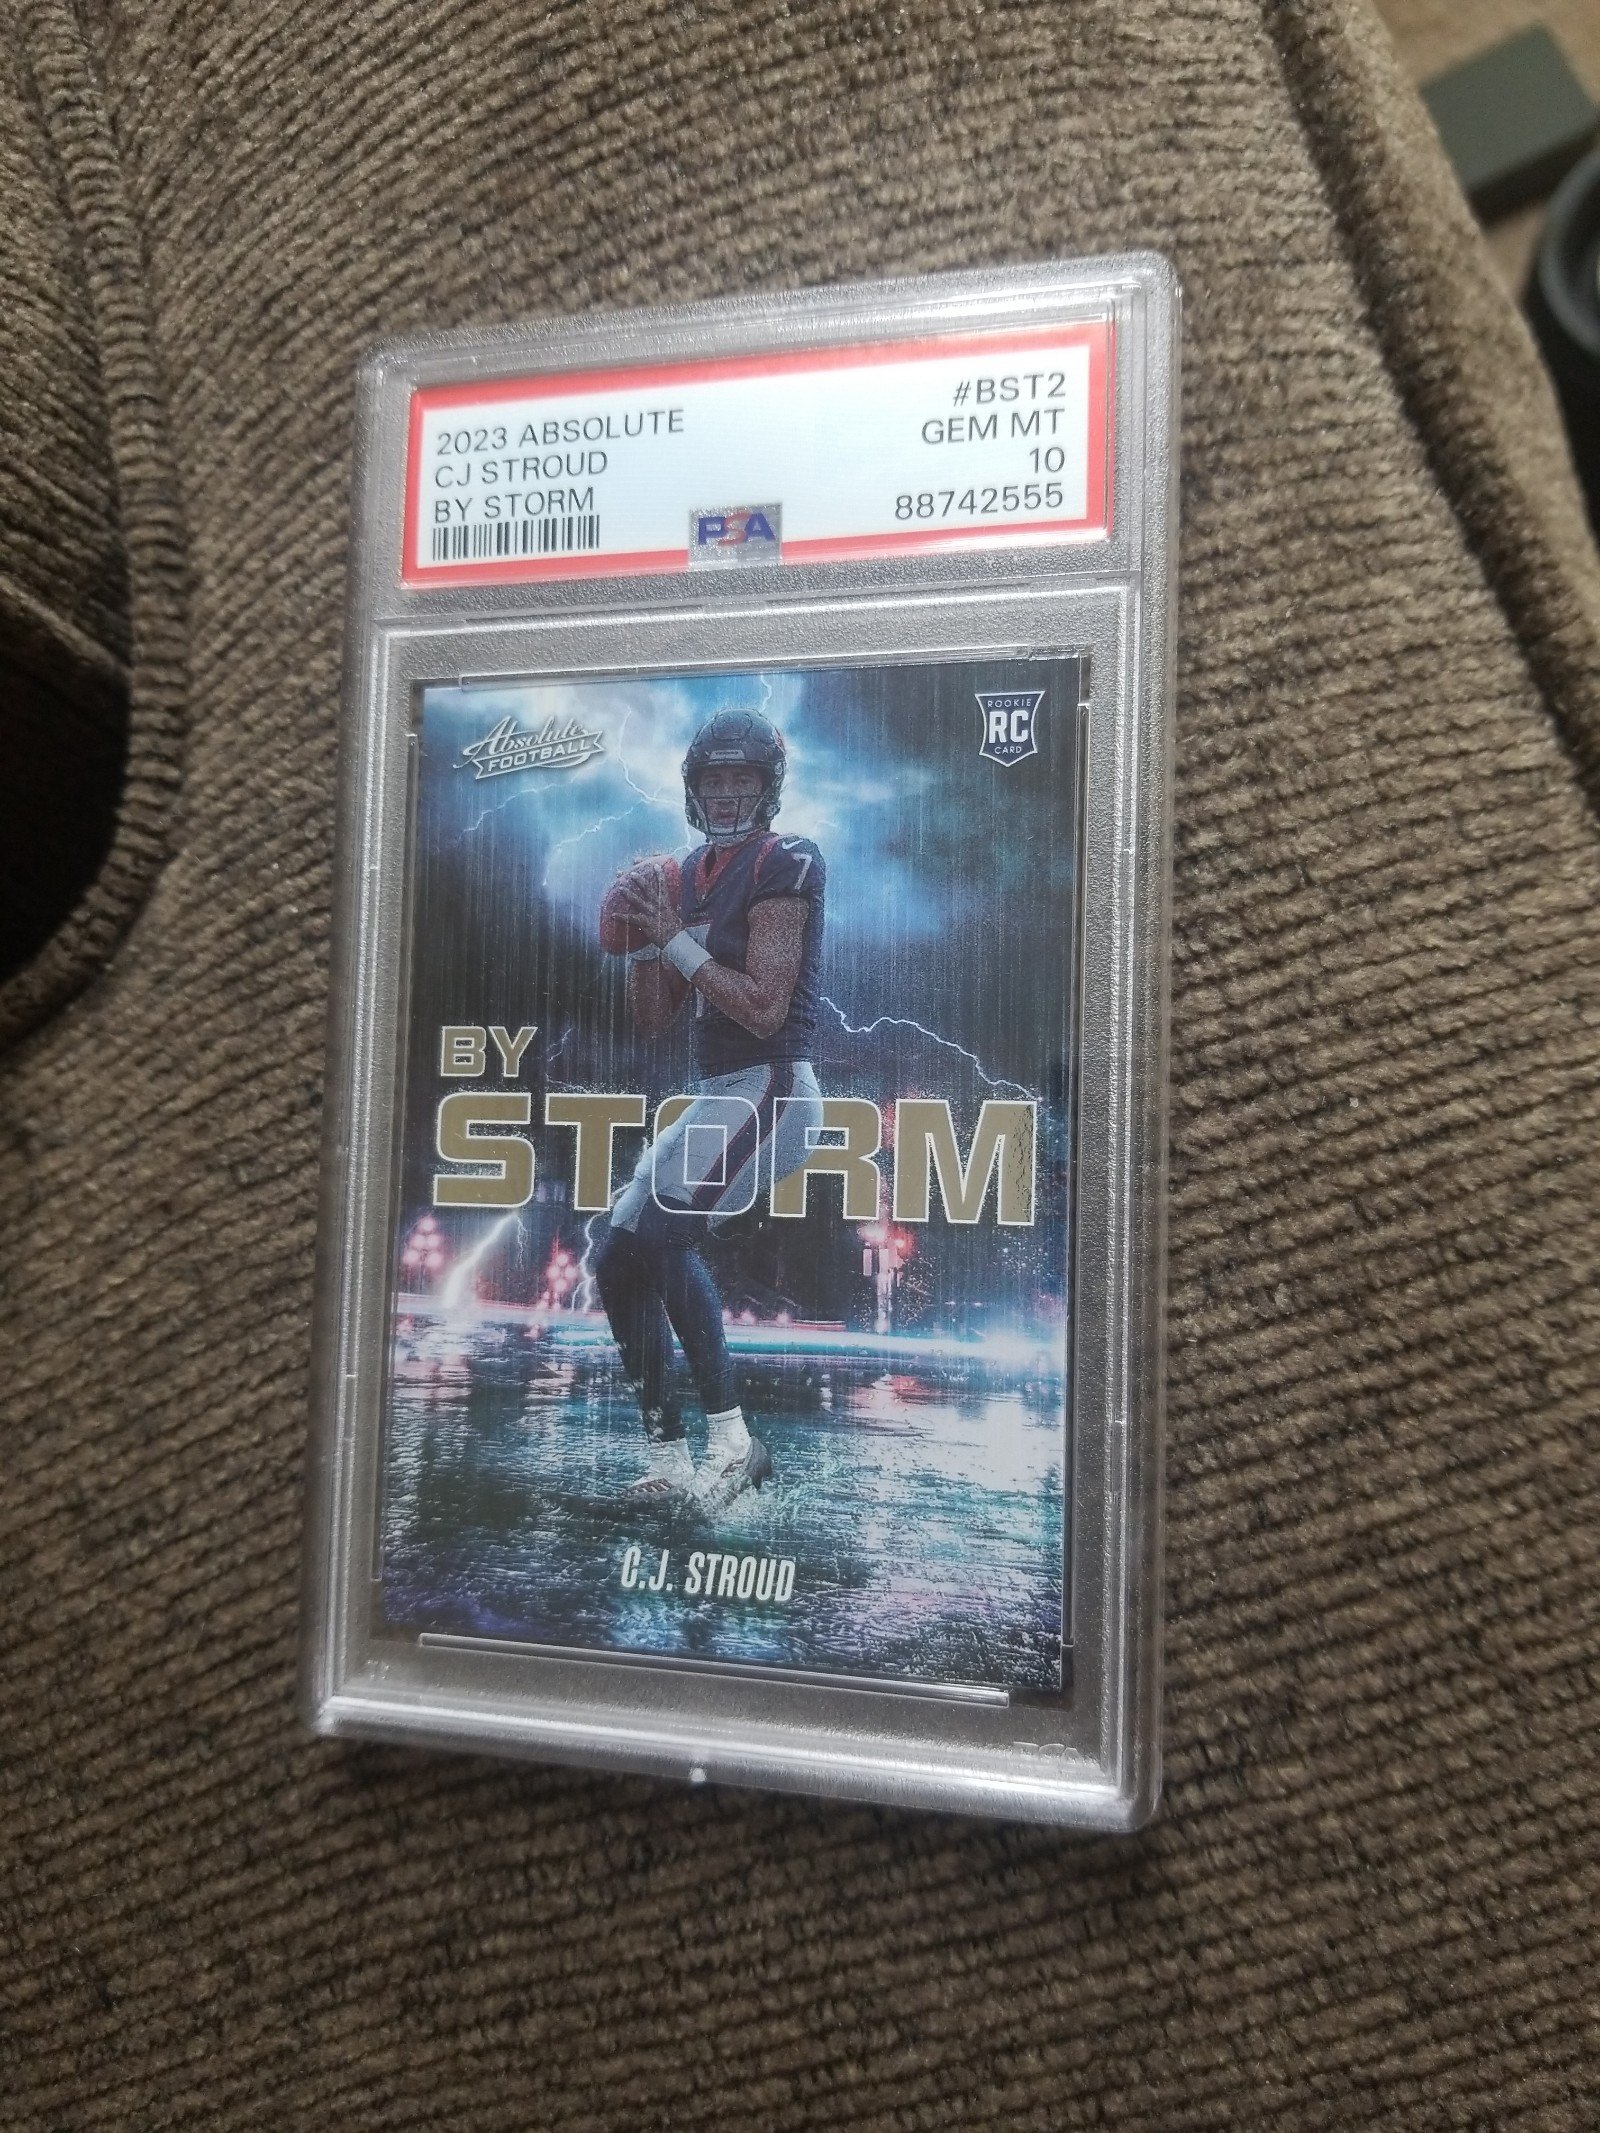 2023 ABSOLUTE
CJ STROUD
BY STORM
#BST2
GEM MT
10
88742555
PSA
Absolute
FOOTBALL
ROOKIE
RC
CARD
7
BY
STORM
C.J. STROUD